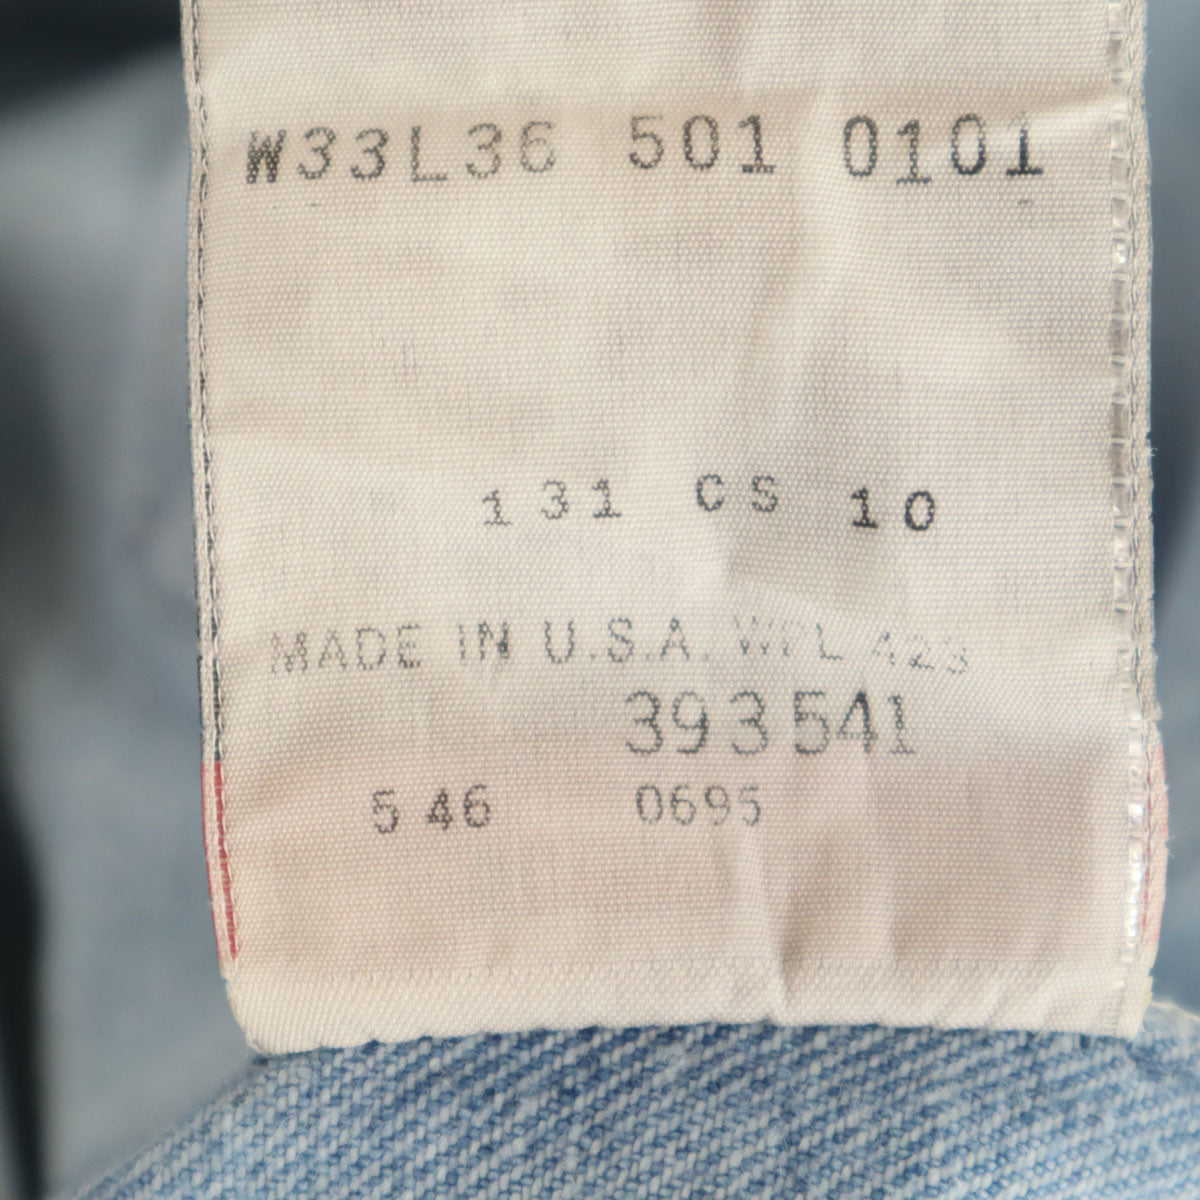 W33L36 501 0101
131 CS 10
MADE IN U.S.A. WPL 423
393541
546 0695